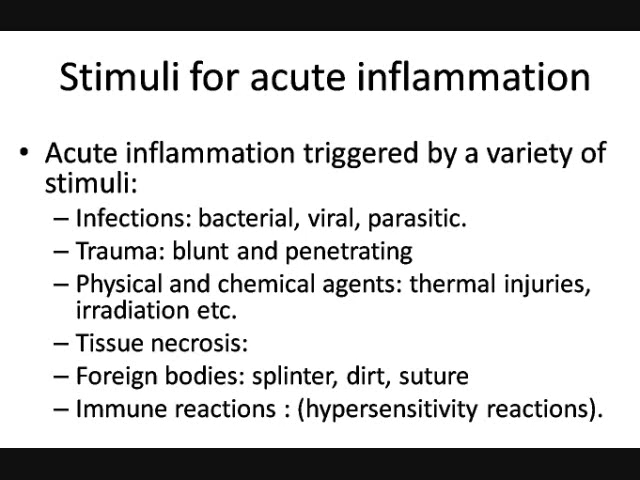 Stimuli for acute inflammation
• Acute inflammation triggered by a variety of
stimuli:
– Infections: bacterial, viral, parasitic.
– Trauma: blunt and penetrating
– Physical and chemical agents: thermal injuries,
irradiation etc.
– Tissue necrosis:
– Foreign bodies: splinter, dirt, suture
– Immune reactions : (hypersensitivity reactions).